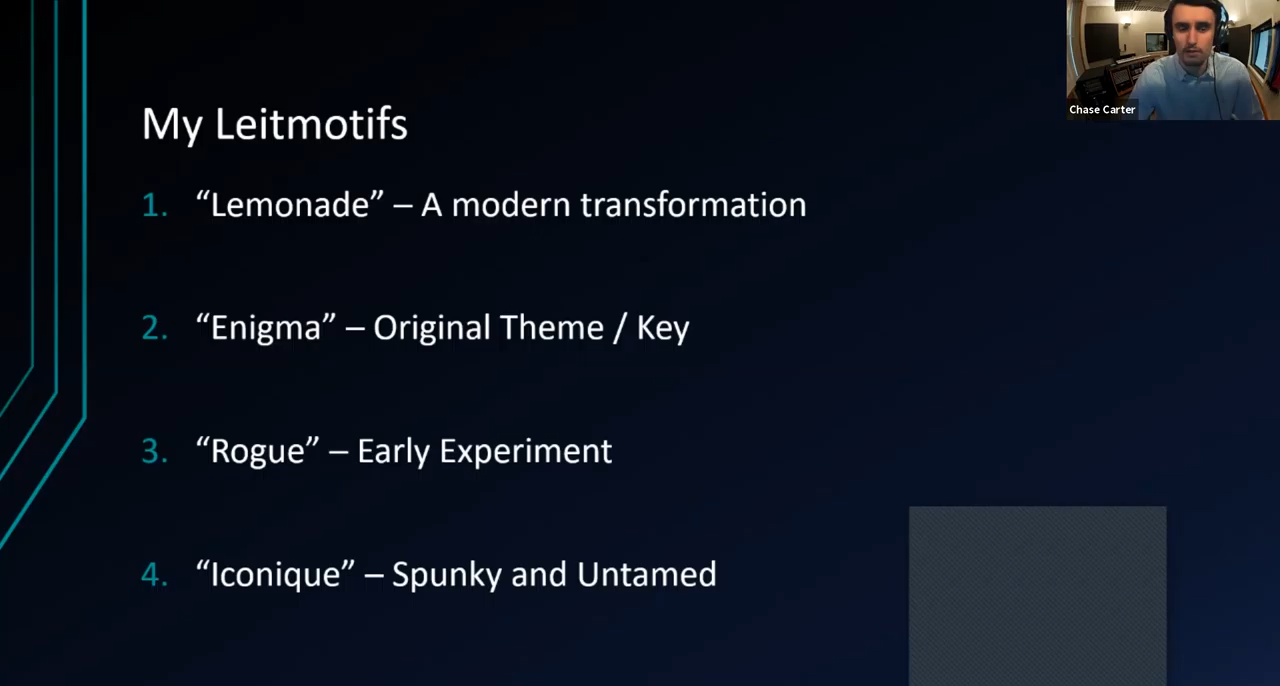 Chase Carter
My Leitmotifs
1. “Lemonade” – A modern transformation
2. “Enigma” – Original Theme / Key
3. “Rogue” – Early Experiment
4. “Iconique” – Spunky and Untamed